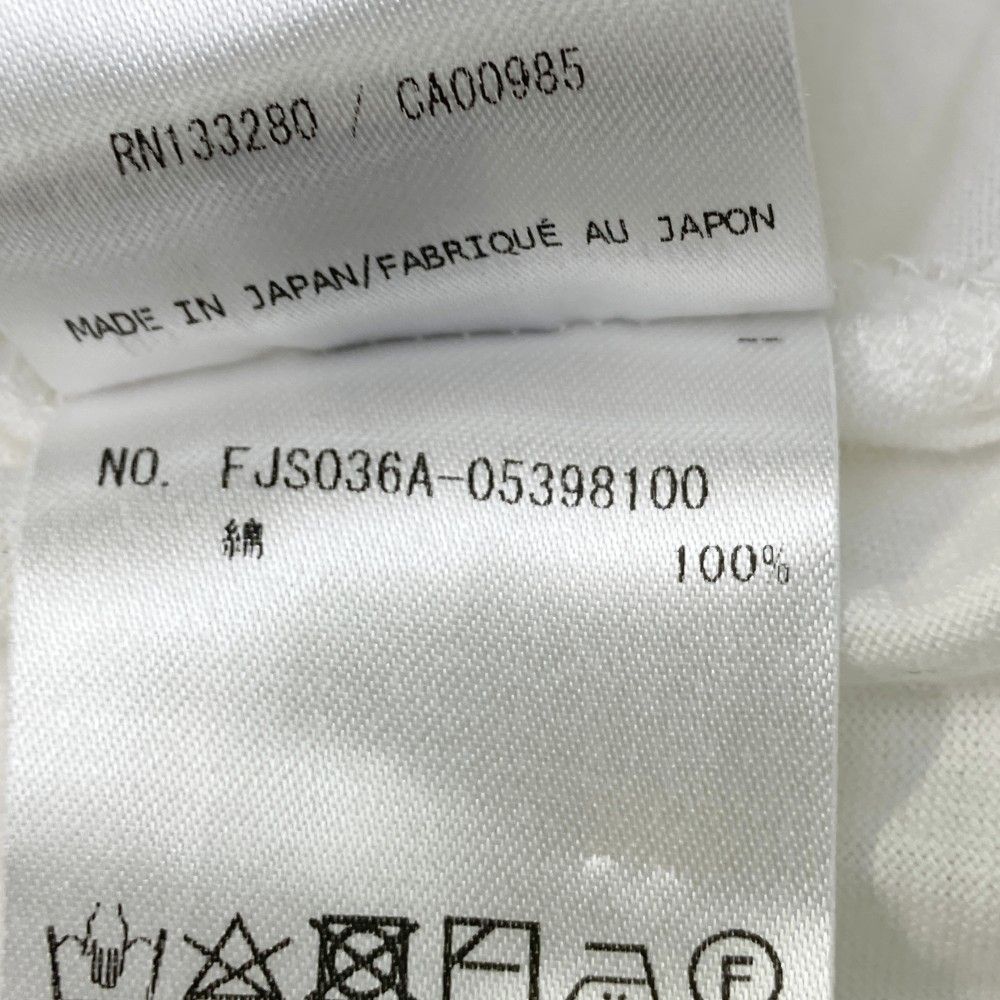 RN133280 / CA00985
MADE IN JAPAN/FABRIQUÉ AU JAPON
NO. FJS036A-05398100
綿 100%
F